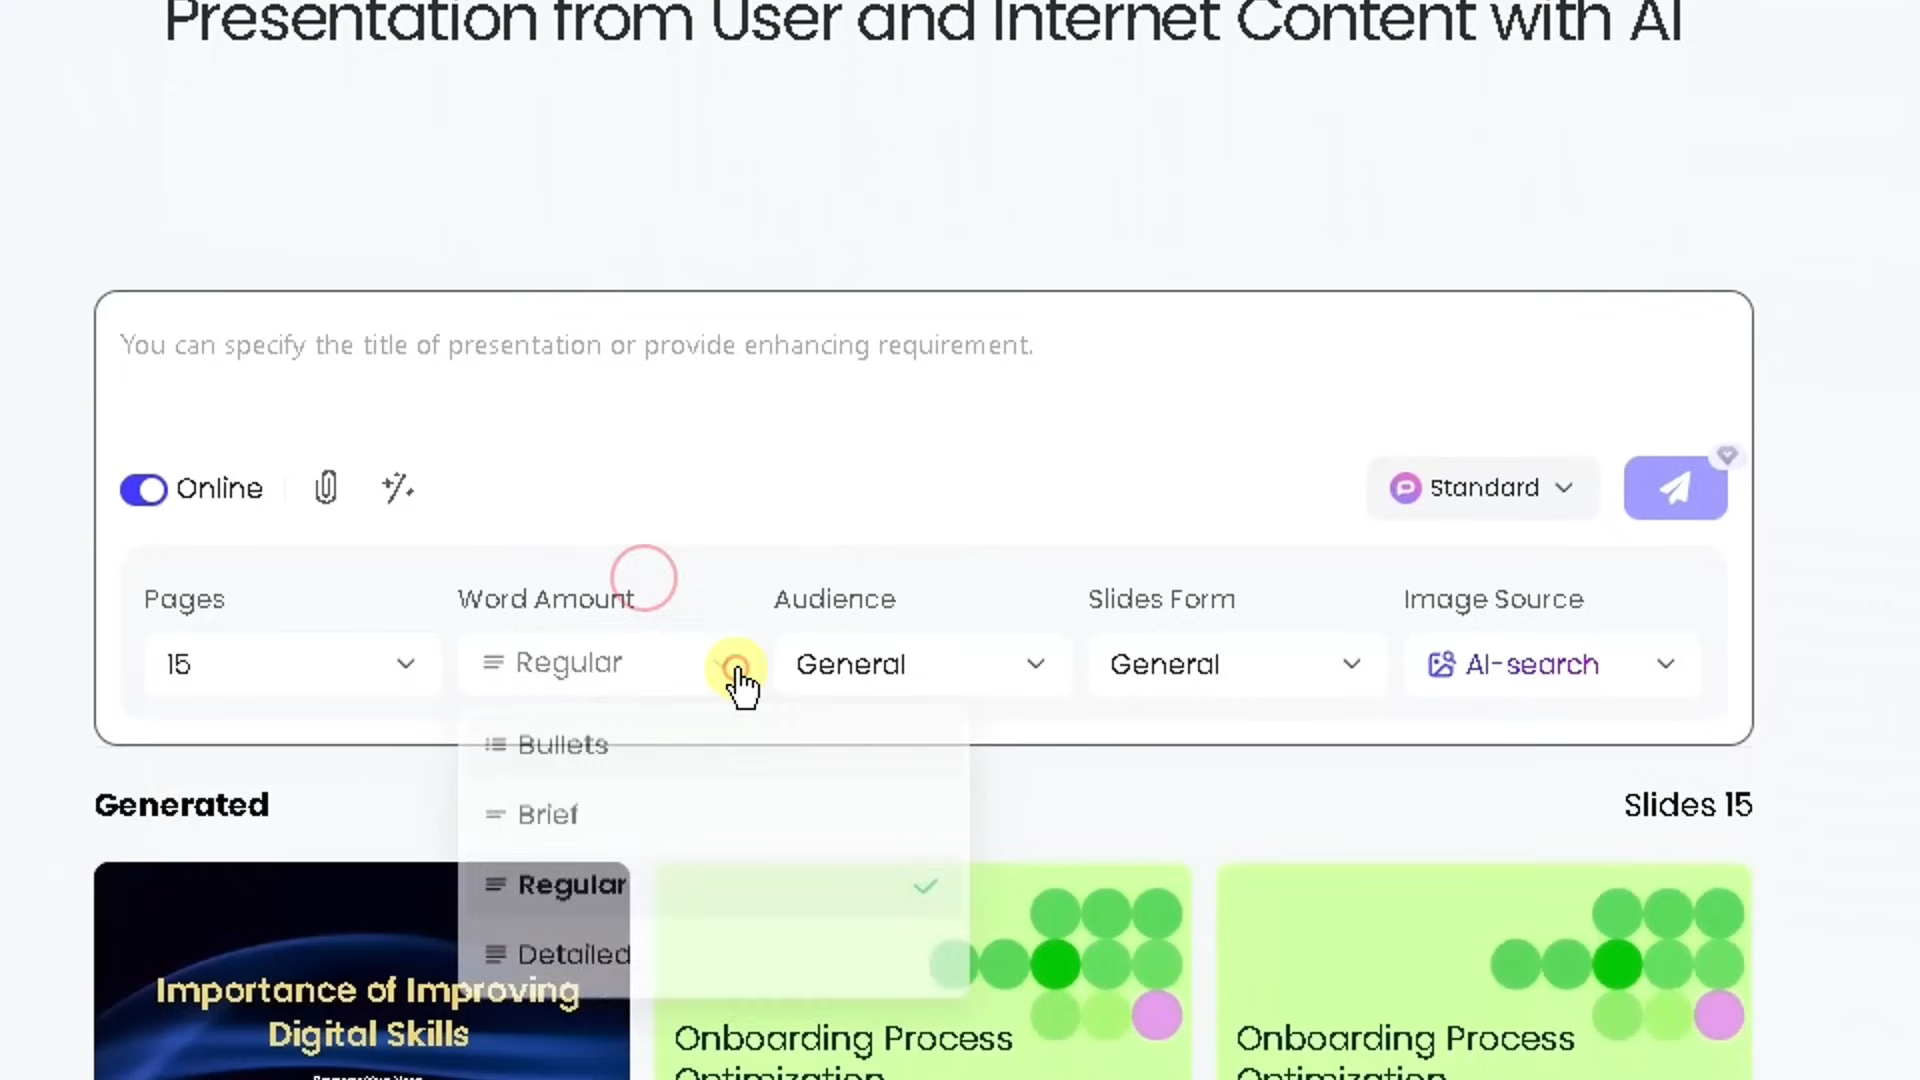 Presentation from User and Internet Content with AI
You can specify the title of presentation or provide enhancing requirement.
Online
Standard
Pages
Word Amount
Audience
Slides Form
Image Source
15
Regular
General
General
AI-search
Bullets
Brief
Regular
Detailed
Generated
Slides 15
Importance of Improving
Digital Skills
Onboarding Process
Optimization
Onboarding Process
Optimization